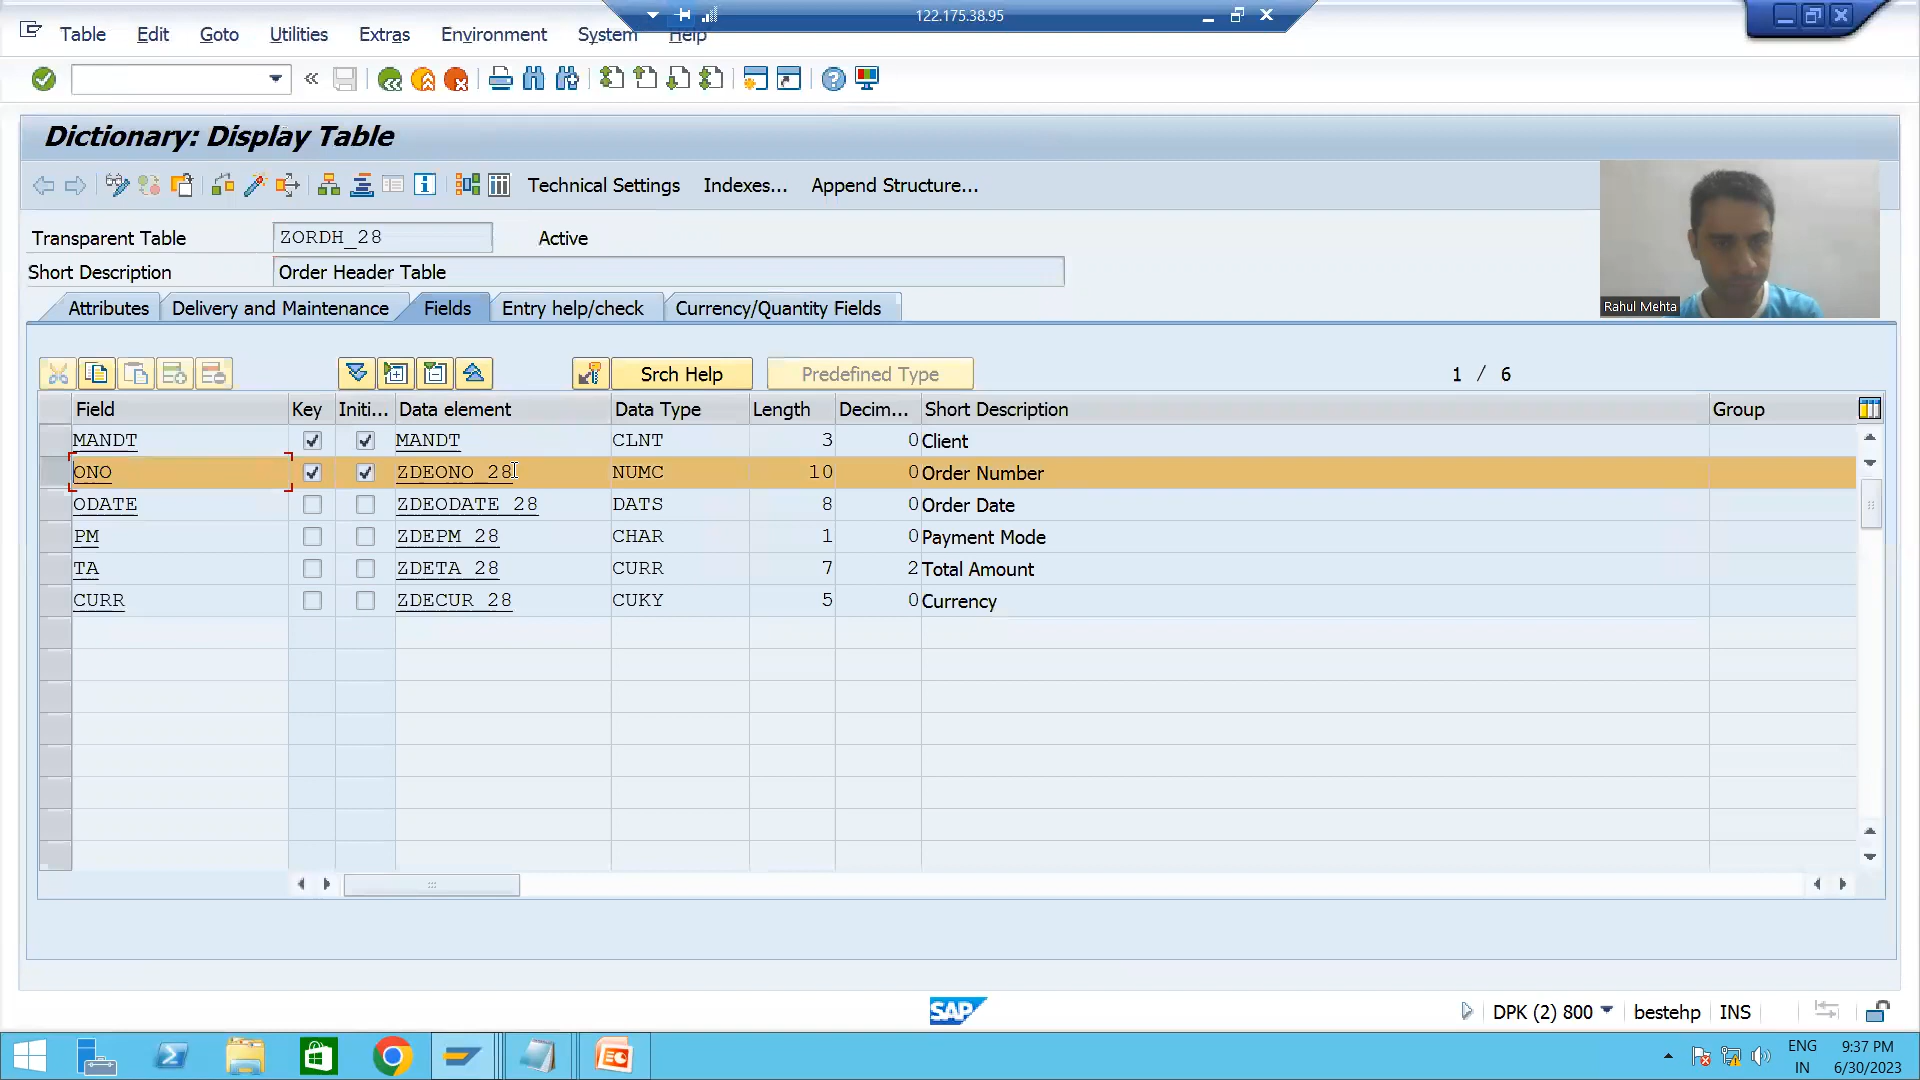 122.175.38.95
Table Edit Goto Utilities Extras Environment System Help
Dictionary: Display Table
Technical Settings Indexes... Append Structure...
Transparent Table ZORDH_28 Active
Short Description Order Header Table
Rahul Mehta
Attributes Delivery and Maintenance Fields Entry help/check Currency/Quantity Fields
Srch Help Predefined Type 1 / 6
Field Key Initi... Data element Data Type Length Decim... Short Description Group
MANDT MANDT CLNT 3 0 Client
ONO ZDEONO_28 NUMC 10 0 Order Number
ODATE ZDEODATE_28 DATS 8 0 Order Date
PM ZDEPM_28 CHAR 1 0 Payment Mode
TA ZDETA_28 CURR 7 2 Total Amount
CURR ZDECUR_28 CUKY 5 0 Currency
SAP DPK (2) 800 bestehp INS
ENG 9:37 PM
IN 6/30/2023